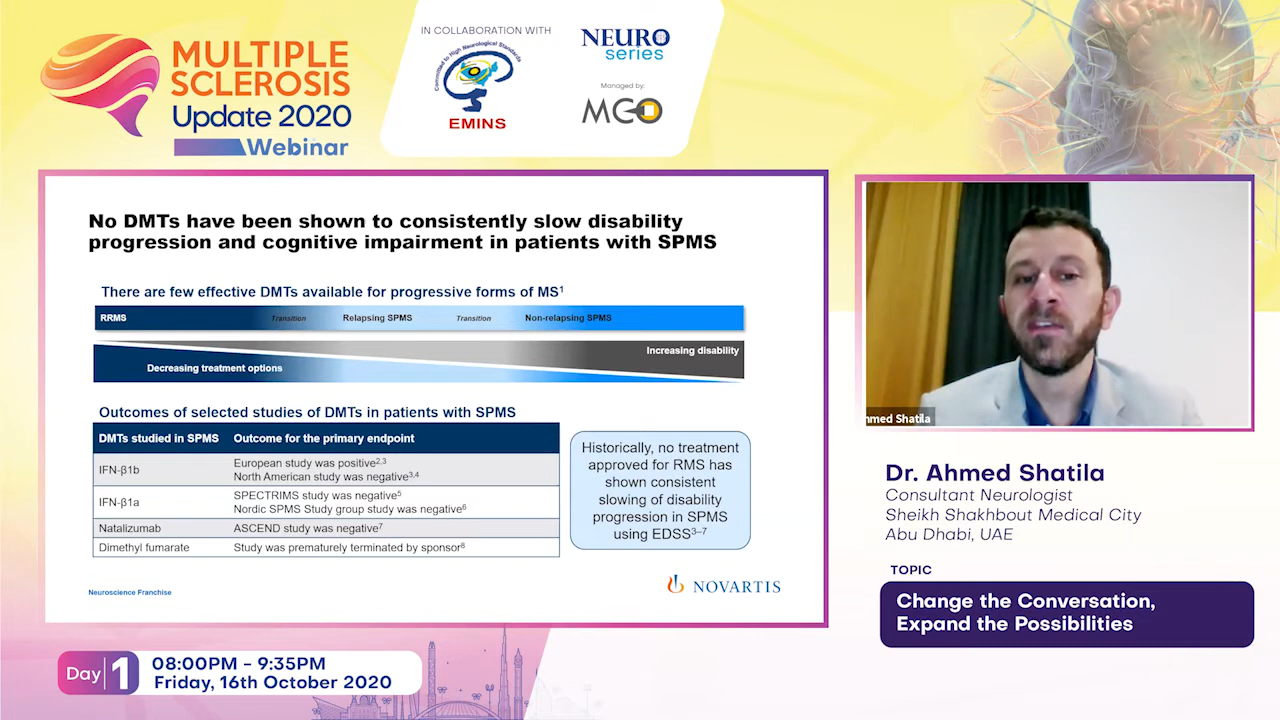 MULTIPLE
SCLEROSIS
Update 2020
Webinar
IN COLLABORATION WITH
Committed to High Neurological Standards
EMINS
NEURO
series
Managed by:
MCO
No DMTs have been shown to consistently slow disability
progression and cognitive impairment in patients with SPMS
There are few effective DMTs available for progressive forms of MS¹
RRMS Transition Relapsing SPMS Transition Non-relapsing SPMS
Increasing disability
Decreasing treatment options
Outcomes of selected studies of DMTs in patients with SPMS
DMTs studied in SPMS Outcome for the primary endpoint
IFN-β1b
European study was positive²,³
North American study was negative³,⁴
IFN-β1a
SPECTRIMS study was negative⁵
Nordic SPMS Study group study was negative⁶
Natalizumab ASCEND study was negative⁷
Dimethyl fumarate Study was prematurely terminated by sponsor⁸
Historically, no treatment
approved for RMS has
shown consistent
slowing of disability
progression in SPMS
using EDSS³⁻⁷
Neuroscience Franchise
NOVARTIS
hmed Shatila
Dr. Ahmed Shatila
Consultant Neurologist
Sheikh Shakhbout Medical City
Abu Dhabi, UAE
TOPIC
Change the Conversation,
Expand the Possibilities
Day 1
08:00PM - 9:35PM
Friday, 16th October 2020